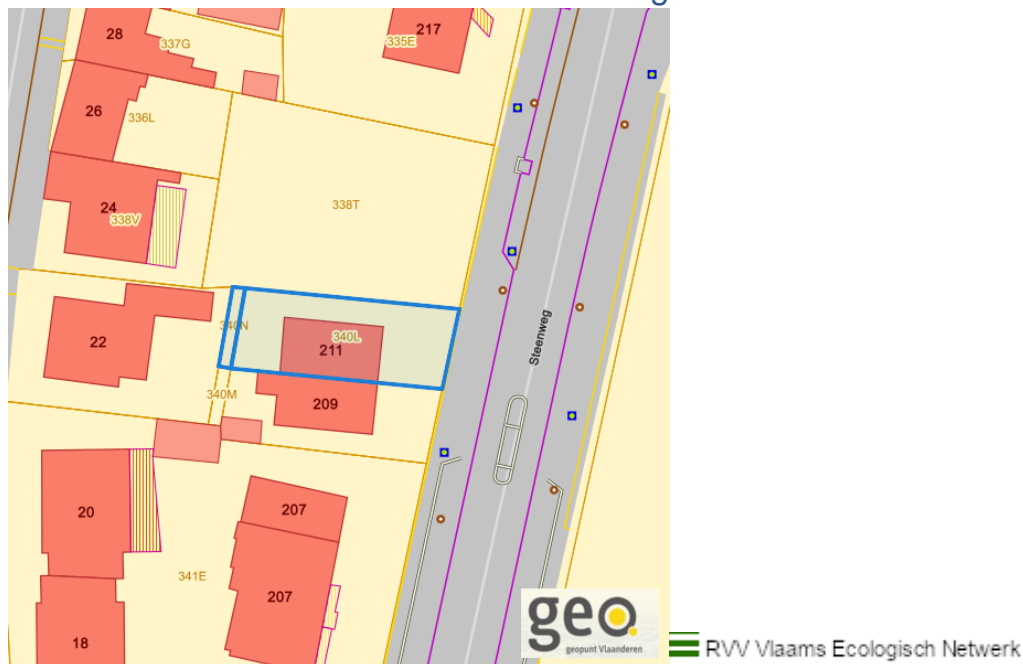 g
28
337G
335E
217
26
336L
24
338V
338T
22
340N
340L
211
340M
209
Steenweg
20
207
341E
207
18
geo.
geopunt Vlaanderen
RVV Vlaams Ecologisch Netwerk